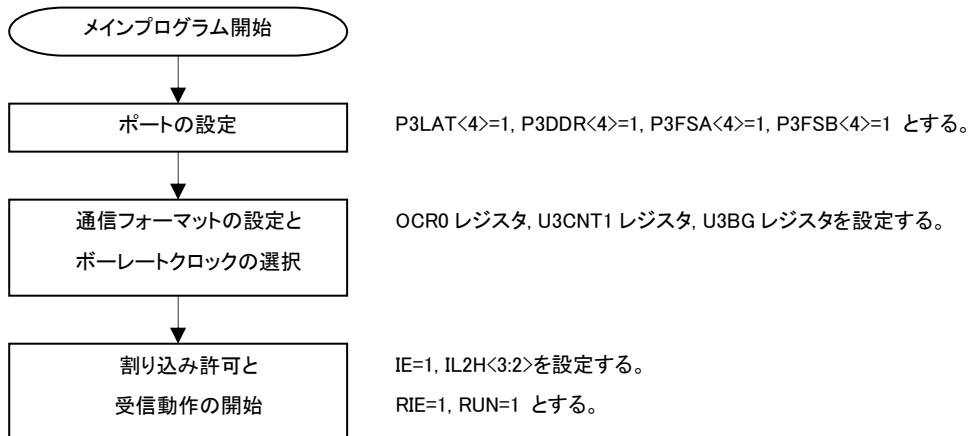 メインプログラム開始
ポートの設定
P3LAT<4>=1, P3DDR<4>=1, P3FSA<4>=1, P3FSB<4>=1 とする。
通信フォーマットの設定と
ボーレートクロックの選択
OCR0 レジスタ, U3CNT1 レジスタ, U3BG レジスタを設定する。
割り込み許可と
受信動作の開始
IE=1, IL2H<3:2>を設定する。
RIE=1, RUN=1 とする。